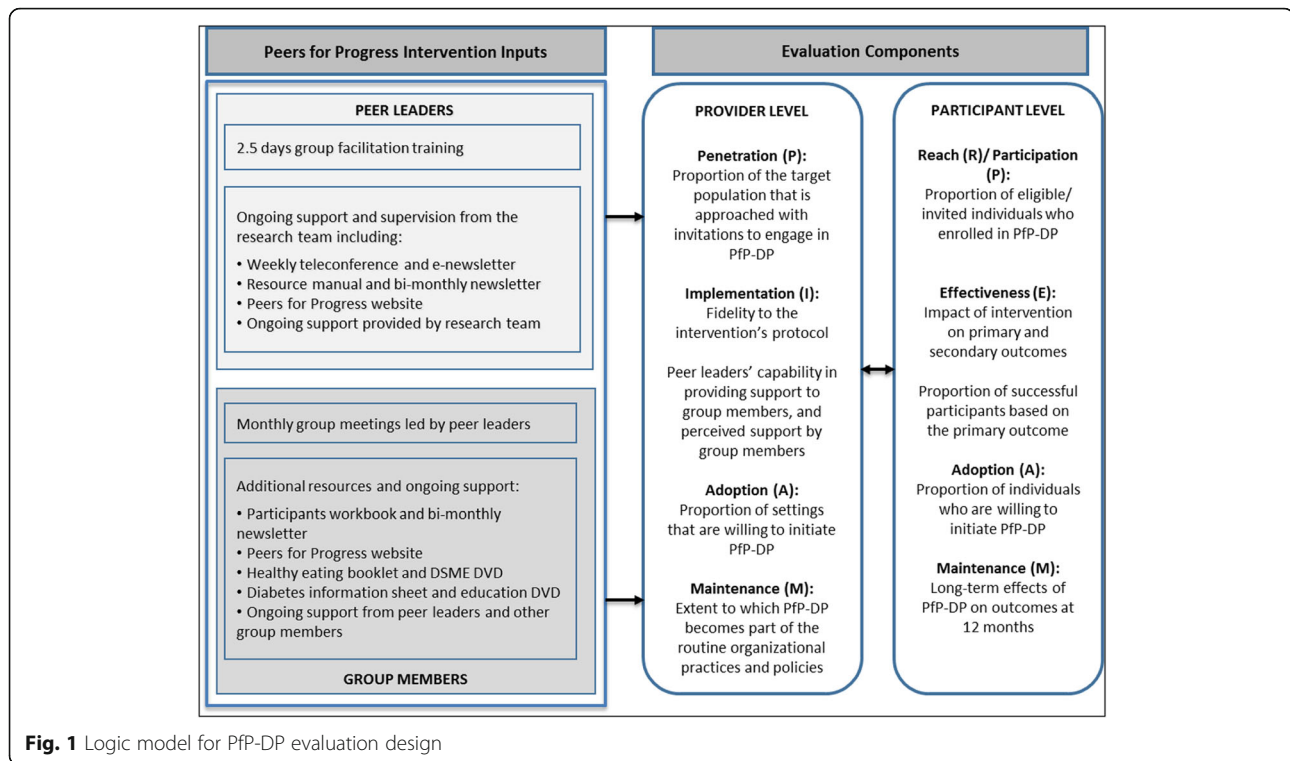 Peers for Progress Intervention Inputs
PEER LEADERS
2.5 days group facilitation training
Ongoing support and supervision from the
research team including:
• Weekly teleconference and e-newsletter
• Resource manual and bi-monthly newsletter
• Peers for Progress website
• Ongoing support provided by research team
Monthly group meetings led by peer leaders
Additional resources and ongoing support:
• Participants workbook and bi-monthly
newsletter
• Peers for Progress website
• Healthy eating booklet and DSME DVD
• Diabetes information sheet and education DVD
• Ongoing support from peer leaders and other
group members
GROUP MEMBERS
Evaluation Components
PROVIDER LEVEL
Penetration (P):
Proportion of the target
population that is
approached with
invitations to engage in
PfP-DP
Implementation (I):
Fidelity to the
intervention's protocol
Peer leaders' capability in
providing support to
group members, and
perceived support by
group members
Adoption (A):
Proportion of settings
that are willing to initiate
PfP-DP
Maintenance (M):
Extent to which PfP-DP
becomes part of the
routine organizational
practices and policies
PARTICIPANT LEVEL
Reach (R)/ Participation
(P):
Proportion of eligible/
invited individuals who
enrolled in PfP-DP
Effectiveness (E):
Impact of intervention
on primary and
secondary outcomes
Proportion of successful
participants based on
the primary outcome
Adoption (A):
Proportion of individuals
who are willing to
initiate PfP-DP
Maintenance (M):
Long-term effects of
PfP-DP on outcomes at
12 months
Fig. 1 Logic model for PfP-DP evaluation design